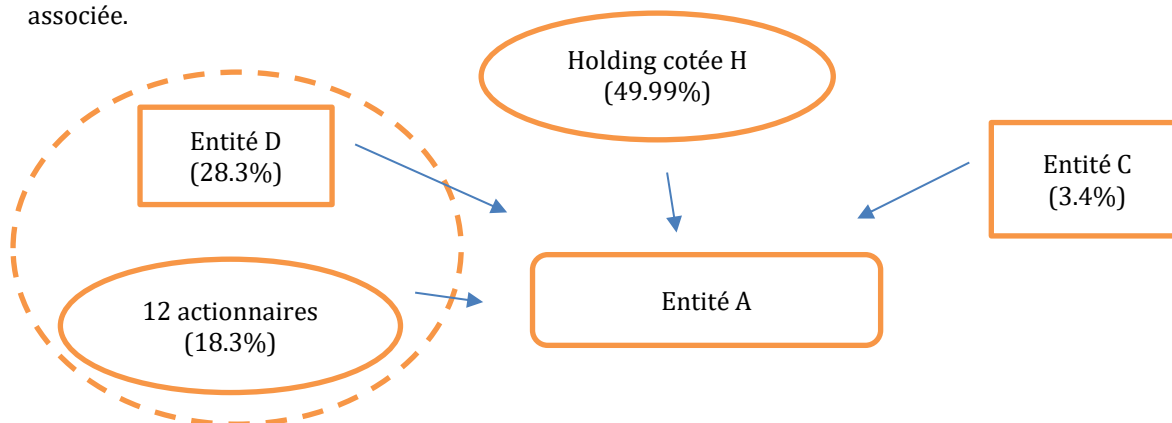 associée.
Holding cotée H
(49.99%)
Entité D
(28.3%)
Entité C
(3.4%)
12 actionnaires
(18.3%)
Entité A